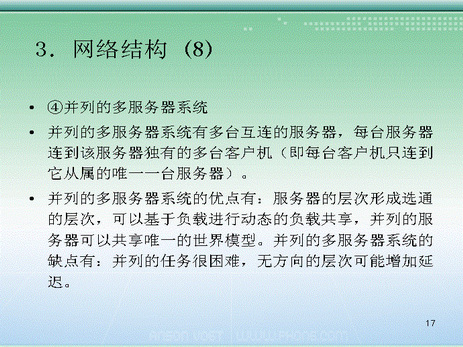 3. 网络结构 (8)
• ④并列的多服务器系统
• 并列的多服务器系统有多台互连的服务器，每台服务器
连到该服务器独有的多台客户机（即每台客户机只连到
它从属的唯一一台服务器）。
• 并列的多服务器系统的优点有：服务器的层次形成选通
的层次，可以基于负载进行动态的负载共享，并列的服
务器可以共享唯一的世界模型。并列的多服务器系统的
缺点有：并列的任务很困难，无方向的层次可能增加延
迟。
17